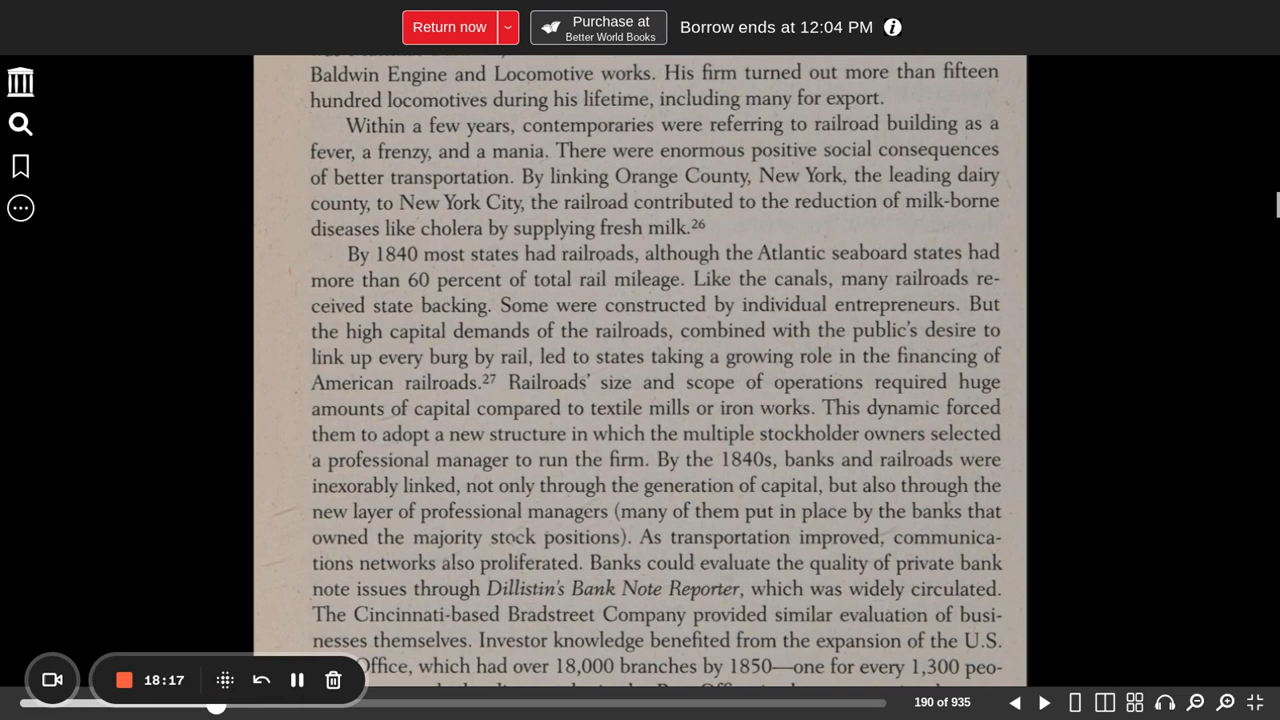 Return now
Purchase at
Better World Books
Borrow ends at 12:04 PM
Baldwin Engine and Locomotive works. His firm turned out more than fifteen
hundred locomotives during his lifetime, including many for export.
Within a few years, contemporaries were referring to railroad building as a
fever, a frenzy, and a mania. There were enormous positive social consequences
of better transportation. By linking Orange County, New York, the leading dairy
county, to New York City, the railroad contributed to the reduction of milk-borne
diseases like cholera by supplying fresh milk.26
By 1840 most states had railroads, although the Atlantic seaboard states had
more than 60 percent of total rail mileage. Like the canals, many railroads re-
ceived state backing. Some were constructed by individual entrepreneurs. But
the high capital demands of the railroads, combined with the public's desire to
link up every burg by rail, led to states taking a growing role in the financing of
American railroads.27 Railroads' size and scope of operations required huge
amounts of capital compared to textile mills or iron works. This dynamic forced
them to adopt a new structure in which the multiple stockholder owners selected
a professional manager to run the firm. By the 1840s, banks and railroads were
inexorably linked, not only through the generation of capital, but also through the
new layer of professional managers (many of them put in place by the banks that
owned the majority stock positions). As transportation improved, communica-
tions networks also proliferated. Banks could evaluate the quality of private bank
note issues through Dillistin's Bank Note Reporter, which was widely circulated.
The Cincinnati-based Bradstreet Company provided similar evaluation of busi-
nesses themselves. Investor knowledge benefited from the expansion of the U.S.
Office, which had over 18,000 branches by 1850—one for every 1,300 peo-
18:17
190 of 935